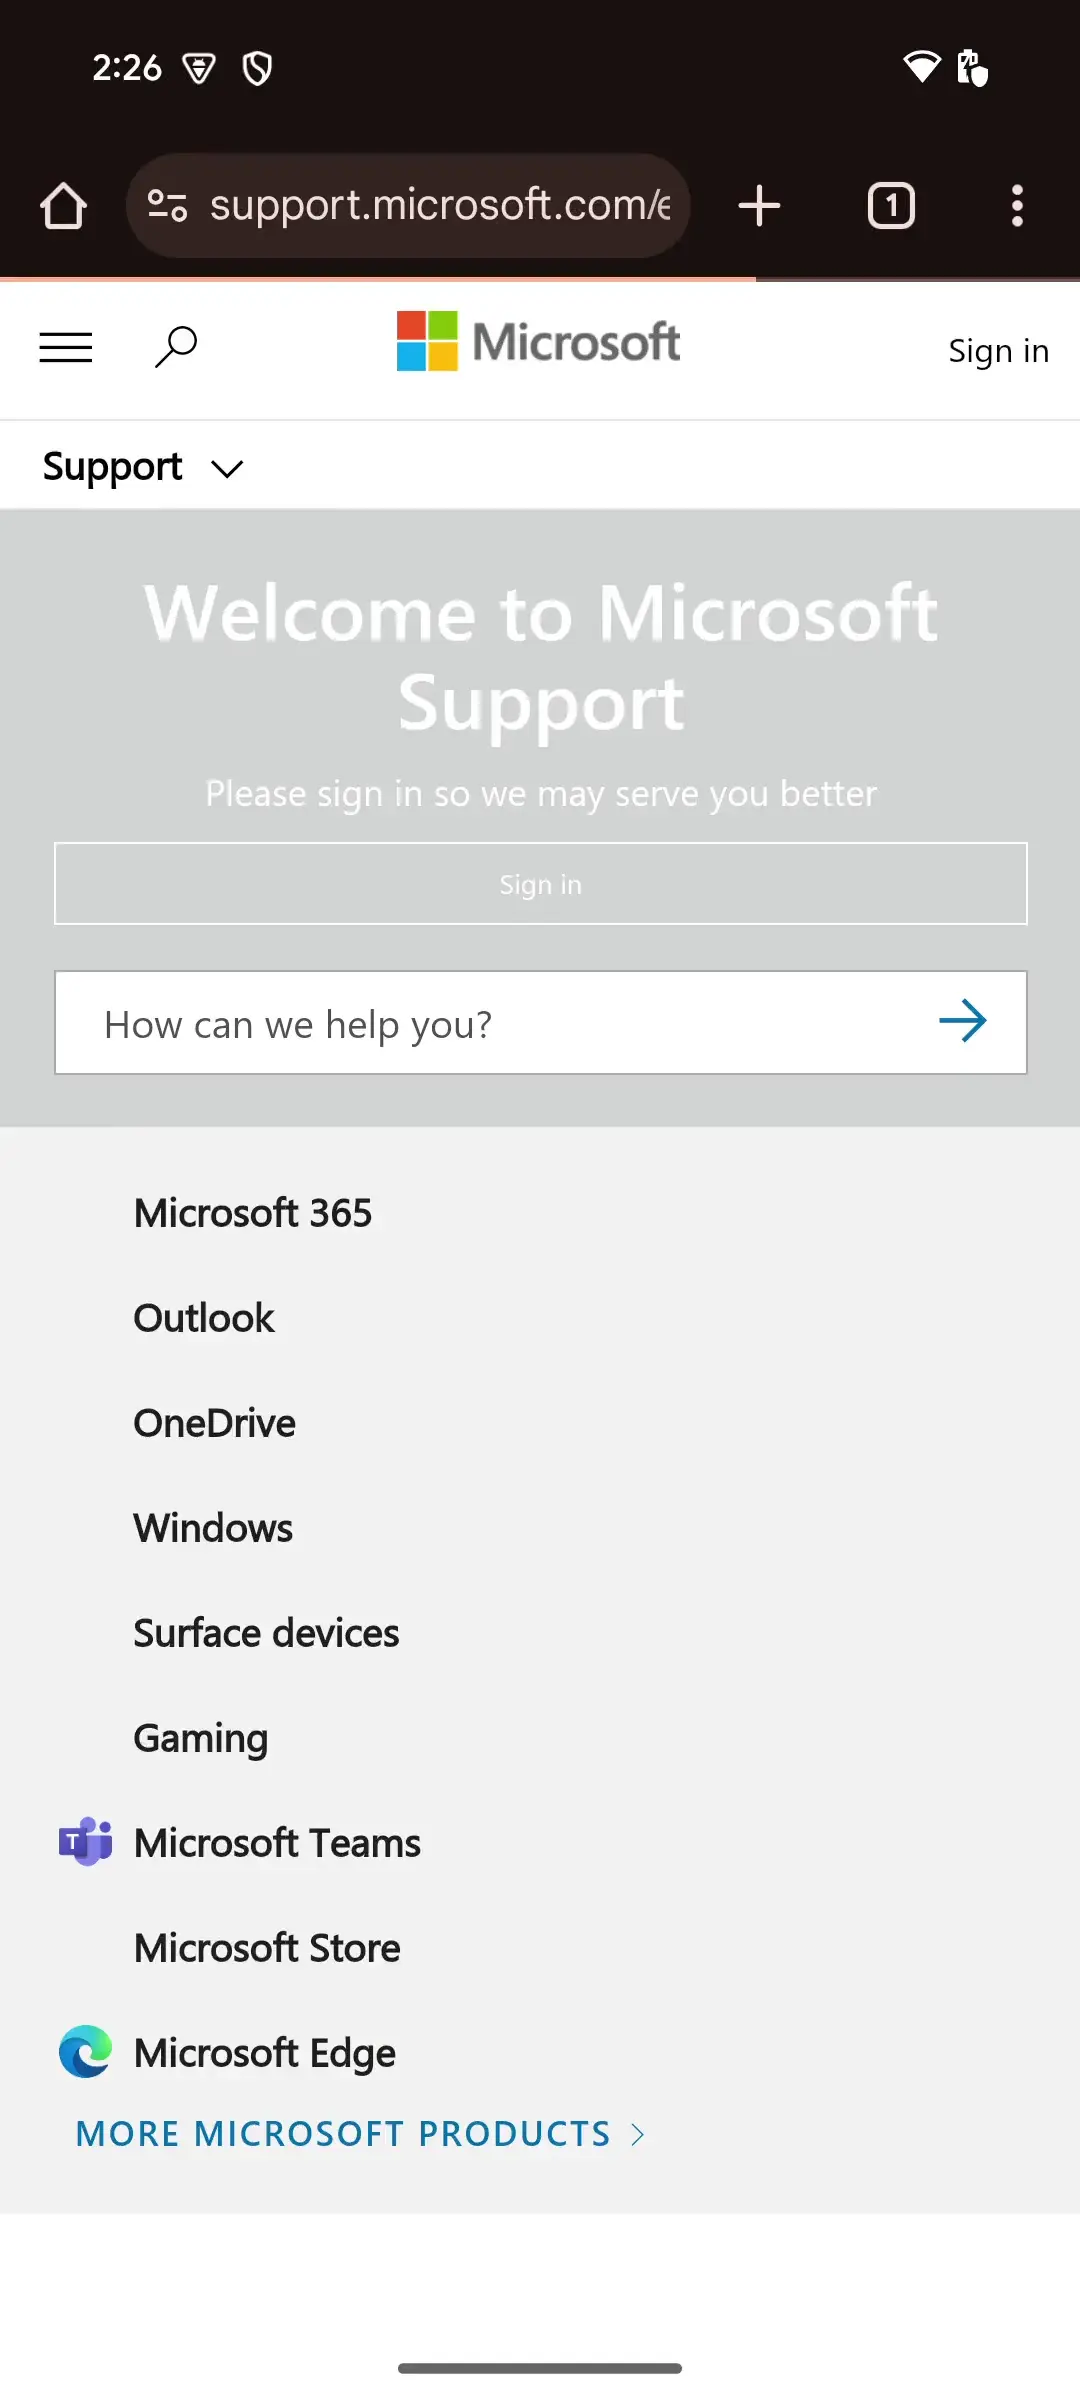 2:26
support.microsoft.com/e
1
Microsoft
Sign in
Support
Welcome to Microsoft
Support
Please sign in so we may serve you better
Sign in
How can we help you?
Microsoft 365
Outlook
OneDrive
Windows
Surface devices
Gaming
T
Microsoft Teams
Microsoft Store
Microsoft Edge
MORE MICROSOFT PRODUCTS